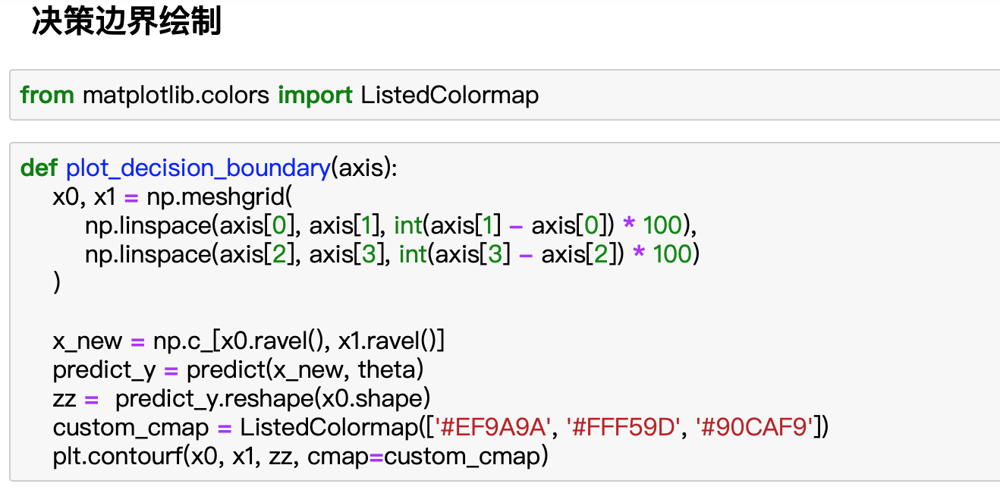 决策边界绘制
from matplotlib.colors import ListedColormap
def plot_decision_boundary(axis):
    x0, x1 = np.meshgrid(
        np.linspace(axis[0], axis[1], int(axis[1] - axis[0]) * 100),
        np.linspace(axis[2], axis[3], int(axis[3] - axis[2]) * 100)
    )
    x_new = np.c_[x0.ravel(), x1.ravel()]
    predict_y = predict(x_new, theta)
    zz =  predict_y.reshape(x0.shape)
    custom_cmap = ListedColormap(['#EF9A9A', '#FFF59D', '#90CAF9'])
    plt.contourf(x0, x1, zz, cmap=custom_cmap)